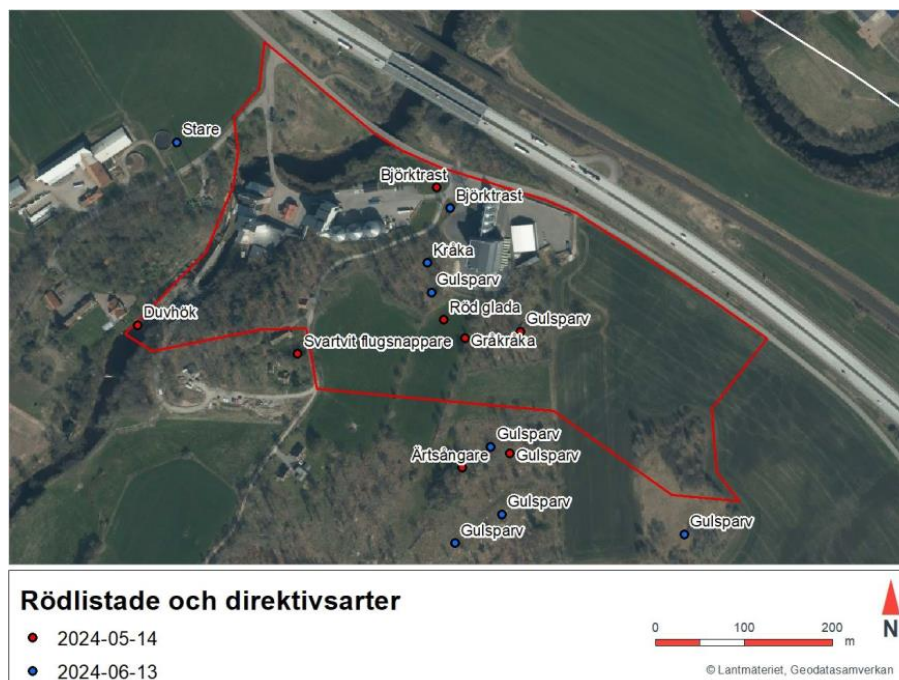 Stare
Björktrast
Björktrast
Kråka
Gulsparv
Röd glada
Gulsparv
Duvhök
Svartvit flugsnappare
Gråkråka
Gulsparv
Ärtsångare
Gulsparv
Gulsparv
Gulsparv
Gulsparv
Rödlistade och direktivsarter
2024-05-14
2024-06-13
0 100 200
m
N
© Lantmäteriet, Geodatasamverkan